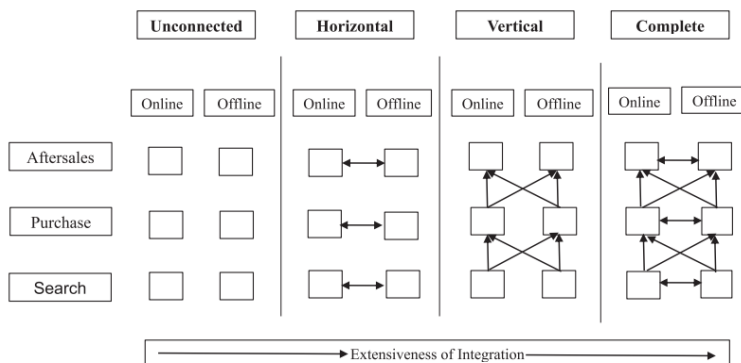 Unconnected Horizontal Vertical Complete
Online Offline Online Offline Online Offline Online Offline
Aftersales
Purchase
Search
Extensiveness of Integration